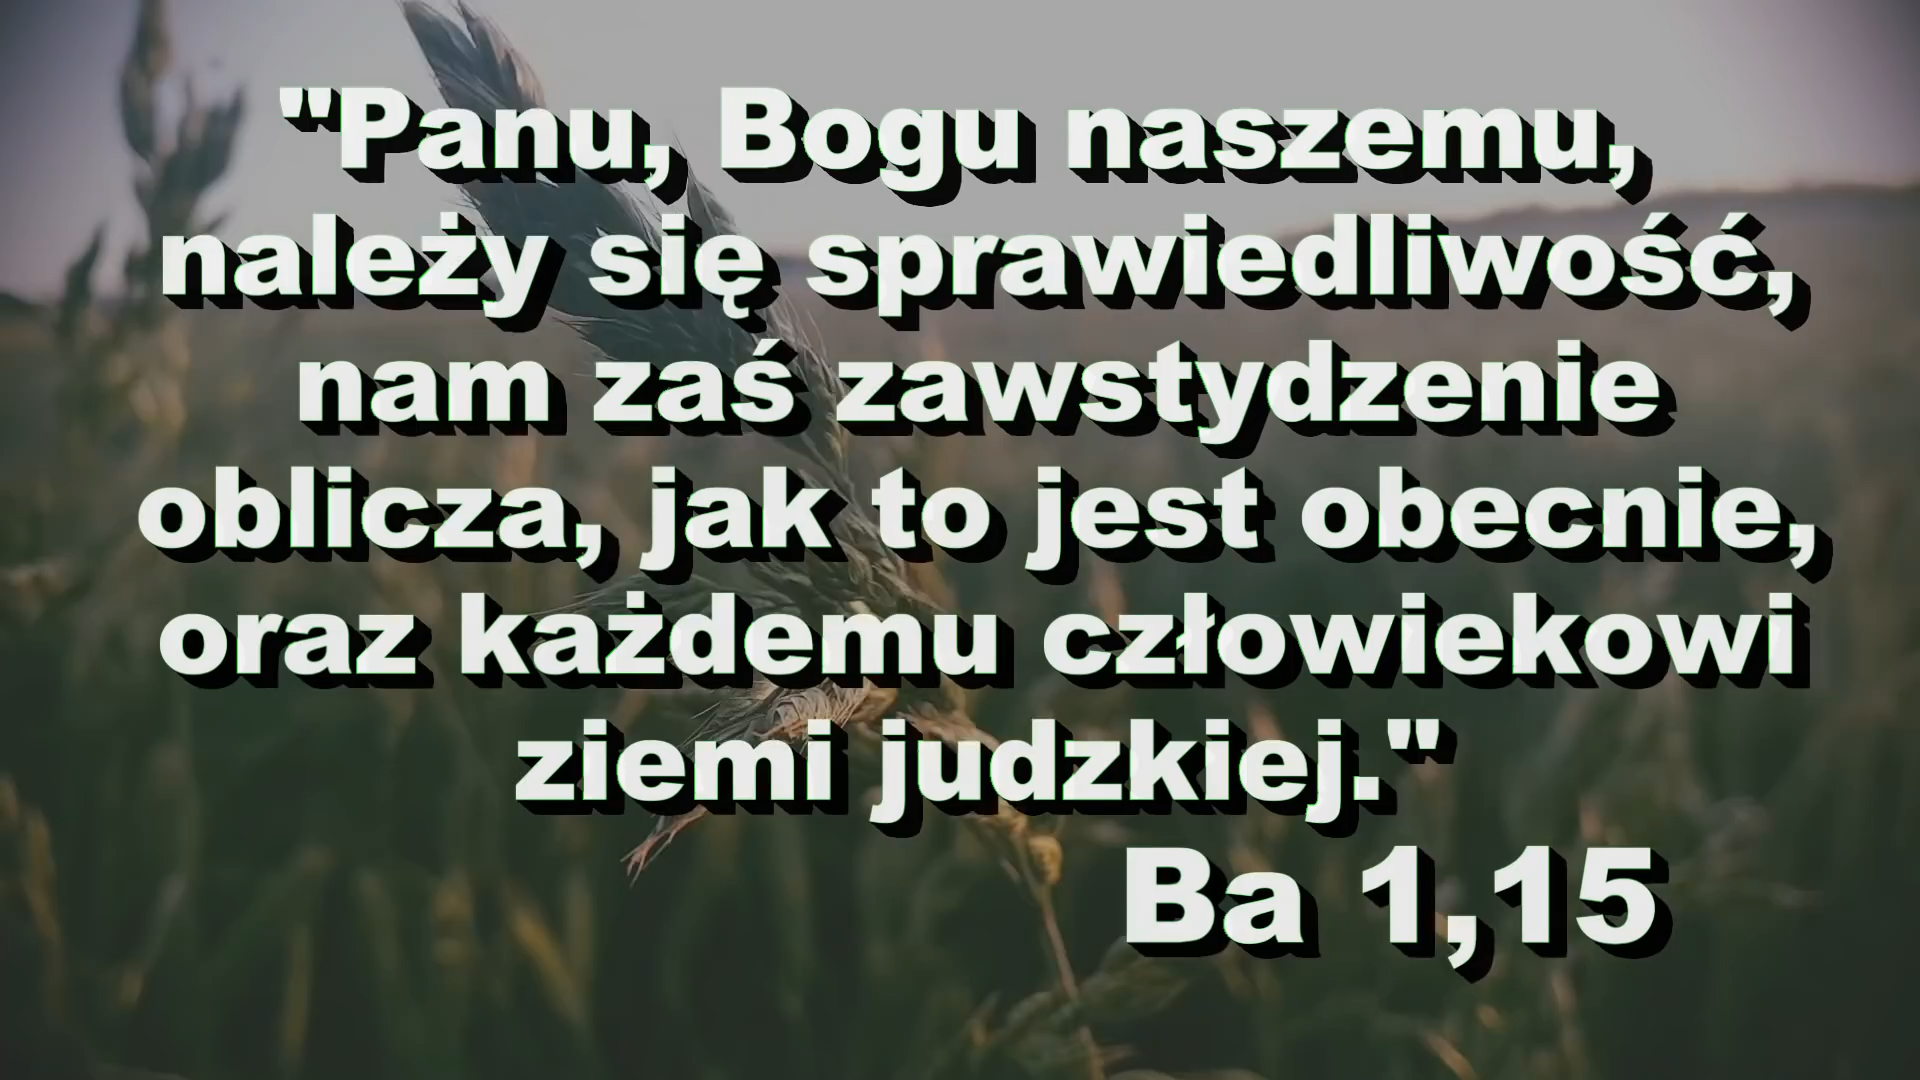 "Panu, Bogu naszemu,
należy się sprawiedliwość,
nam zaś zawstydzenie
oblicza, jak to jest obecnie,
oraz każdemu człowiekowi
ziemi judzkiej."
Ba 1,15